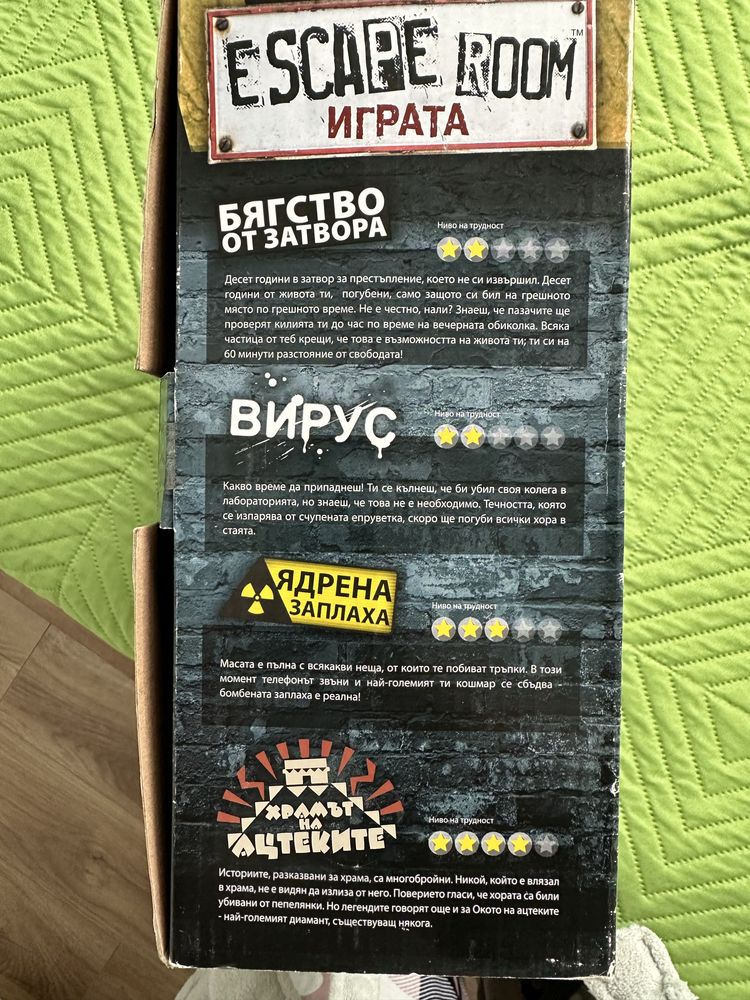 ESCAPE ROOM™
ИГРАТА
БЯГСТВО
ОТ ЗАТВОРА
Ниво на трудност
Десет години в затвор за престъпление, което не си извършил. Десет
години от живота ти, погубени, само защото си бил на грешното
място по грешното време. Не е честно, нали? Знаеш, че пазачите ще
проверят килията ти до час по време на вечерната обиколка. Всяка
частица от теб крещи, че това е възможността на живота ти; ти си на
60 минути разстояние от свободата!
ВИРУС
Ниво на трудност
Какво време да припаднеш! Ти се кълнеш, че би убил своя колега в
лабораторията, но знаеш, че това не е необходимо. Течността, която
се изпарява от счупената епруветка, скоро ще погуби всички хора в
стаята.
ЯДРЕНА
ЗАПЛАХА
Ниво на трудност
Масата е пълна с всякакви неща, от които те побиват тръпки. В този
момент телефонът звъни и най-големият ти кошмар се сбъдва -
бомбената заплаха е реална!
ХРАМЪТ
НА
АЦТЕКИТЕ
Ниво на трудност
Историите, разказвани за храма, са многобройни. Никой, който е влязал
в храма, не е видян да излиза от него. Поверието гласи, че хората са били
убивани от пепелянки. Но легендите говорят още и за Окото на ацтеките
- най-големият диамант, съществуващ някога.